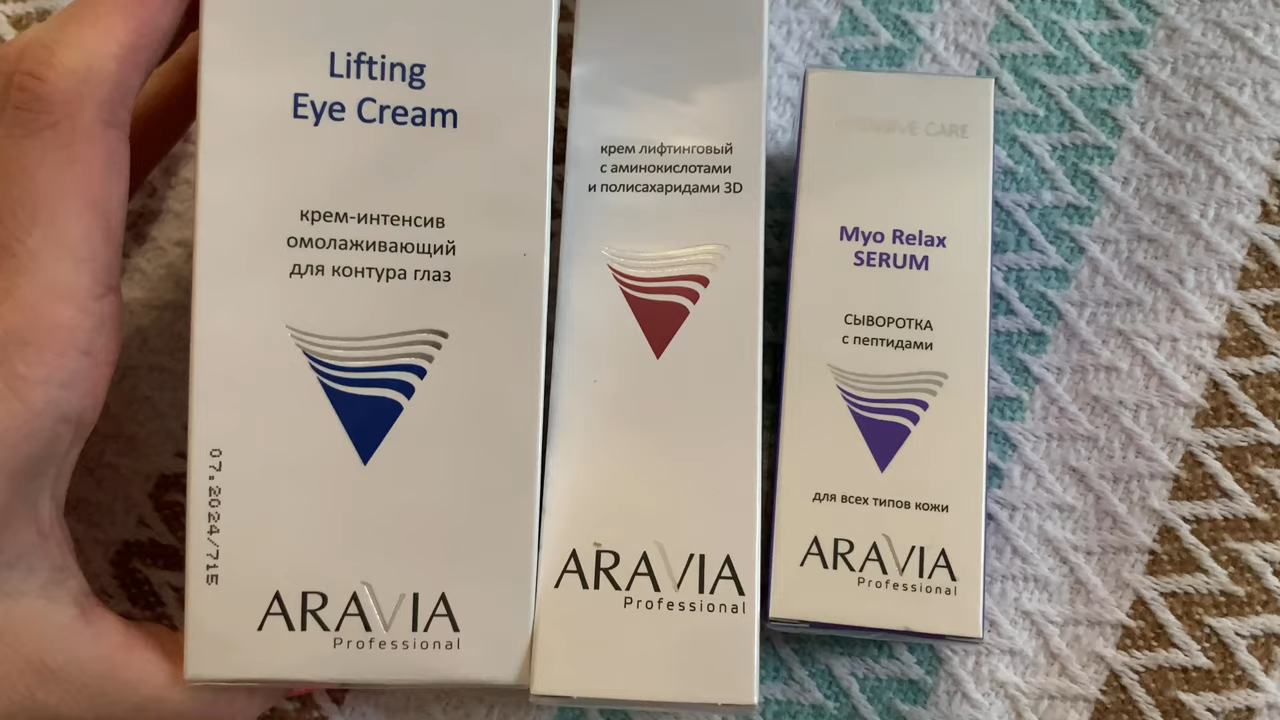 Lifting
Eye Cream
крем-интенсив
омолаживающий
для контура глаз
07.2024/715
ARAVIA
Professional
крем лифтинговый
с аминокислотами
и полисахаридами 3D
ARAVIA
Professional
CARE
Myo Relax
SERUM
СЫВОРОТКА
с пептидами
для всех типов кожи
ARAVIA
Professional